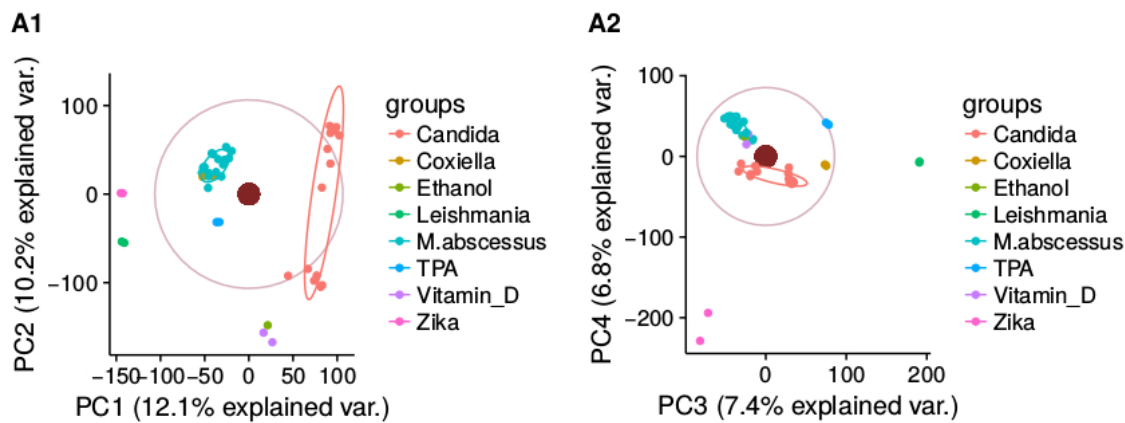 A1
PC2 (10.2% explained var.)
100
0
−100
−150
−100
−50
0
50
100
PC1 (12.1% explained var.)
groups
Candida
Coxiella
Ethanol
Leishmania
M.abscessus
TPA
Vitamin_D
Zika
A2
PC4 (6.8% explained var.)
100
0
−100
−200
0
100
200
PC3 (7.4% explained var.)
groups
Candida
Coxiella
Ethanol
Leishmania
M.abscessus
TPA
Vitamin_D
Zika